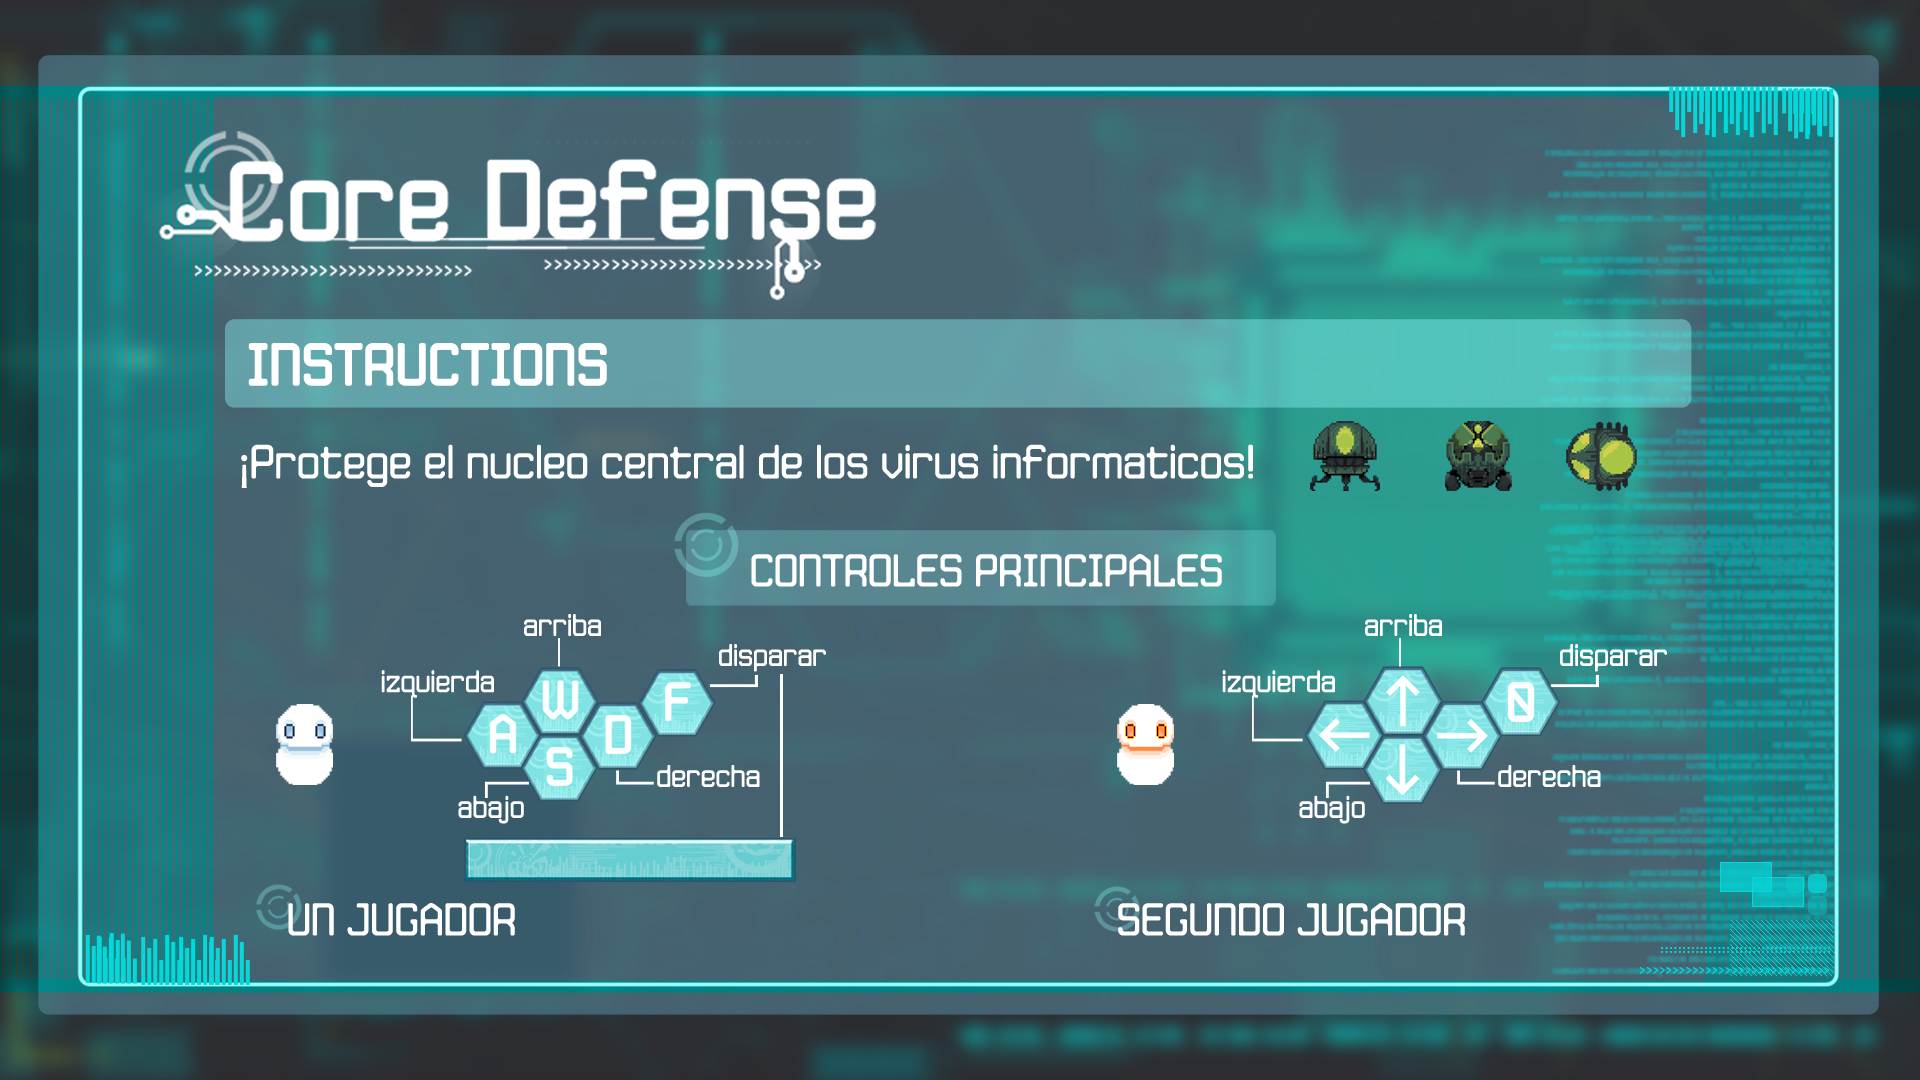 Core Defense
INSTRUCTIONS
¡Protege el nucleo central de los virus informaticos!
CONTROLES PRINCIPALES
arriba
disparar
izquierda
W
F
A
D
S
derecha
abajo
UN JUGADOR
arriba
disparar
izquierda
↑
0
←
→
↓
derecha
abajo
SEGUNDO JUGADOR